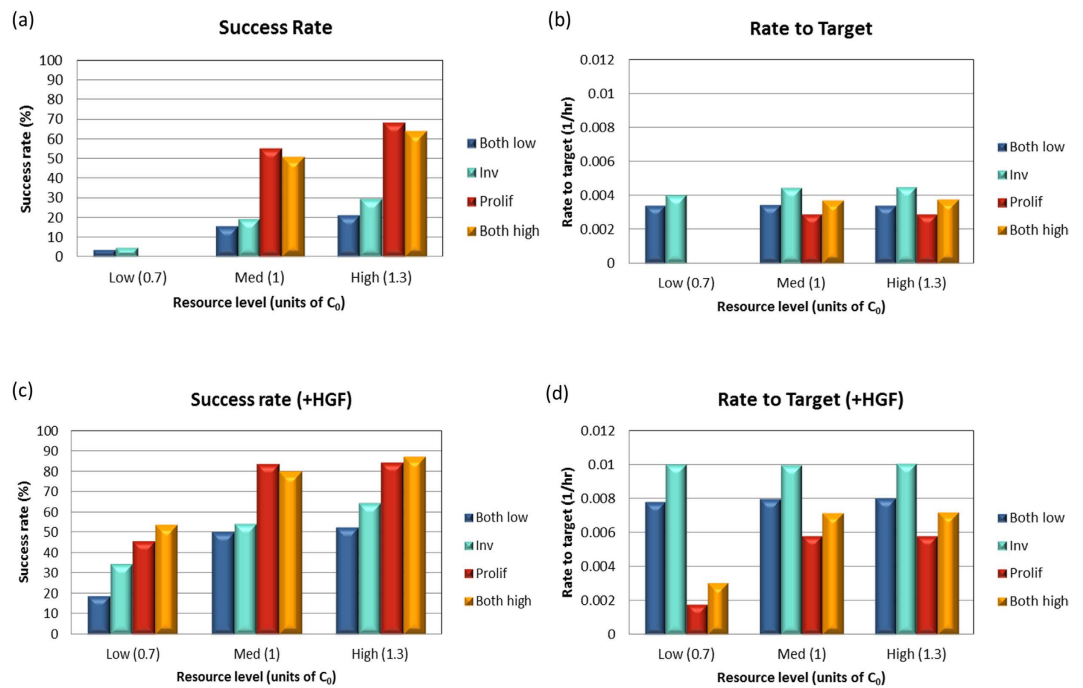 (a)
Success Rate
100
90
80
70
60
50
40
30
20
10
0
Success rate (%)
Low (0.7)
Med (1)
High (1.3)
Resource level (units of C₀)
Both low
Inv
Prolif
Both high
(b)
Rate to Target
0.012
0.01
0.008
0.006
0.004
0.002
0
Rate to target (1/hr)
Low (0.7)
Med (1)
High (1.3)
Resource level (units of C₀)
Both low
Inv
Prolif
Both high
(c)
Success rate (+HGF)
100
90
80
70
60
50
40
30
20
10
0
Success rate (%)
Low (0.7)
Med (1)
High (1.3)
Resource level (units of C₀)
Both low
Inv
Prolif
Both high
(d)
Rate to Target (+HGF)
0.012
0.01
0.008
0.006
0.004
0.002
0
Rate to target (1/hr)
Low (0.7)
Med (1)
High (1.3)
Resource level (units of C₀)
Both low
Inv
Prolif
Both high